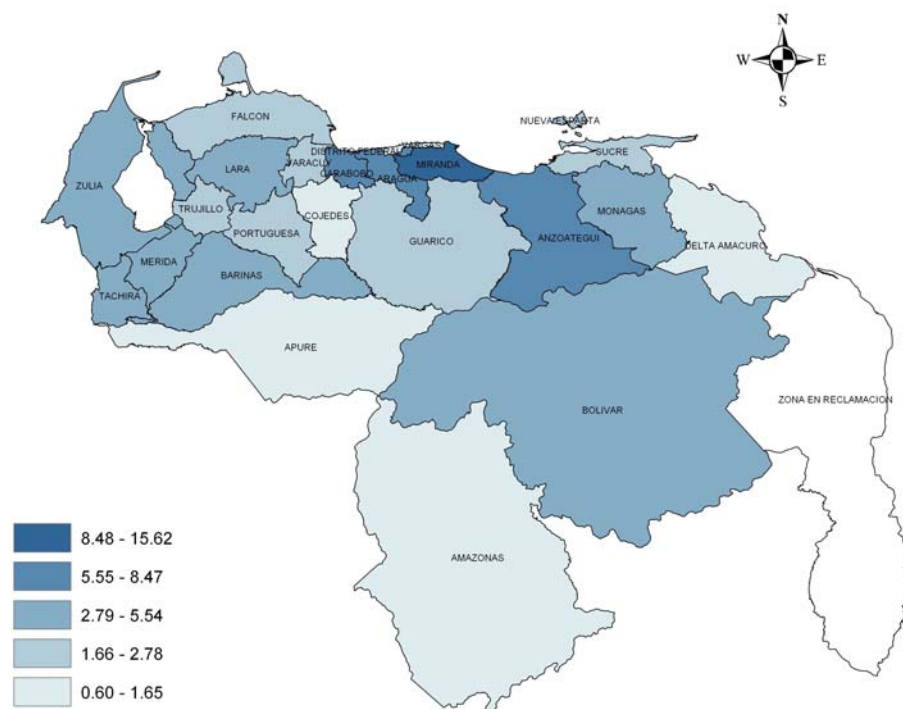 N
W E
S
FALCON
NUEVA ESPARTA
DISTRITO FEDERAL VARGAS
SUCRE
ZULIA
LARA
YARACUY
CARABOBO
ARAGUA
MIRANDA
TRUJILLO
COJEDES
MONAGAS
PORTUGUESA
GUARICO
ANZOATEGUI
DELTA AMACURO
MERIDA
BARINAS
TACHIRA
APURE
ZONA EN RECLAMACION
BOLIVAR
AMAZONAS
8.48 - 15.62
5.55 - 8.47
2.79 - 5.54
1.66 - 2.78
0.60 - 1.65